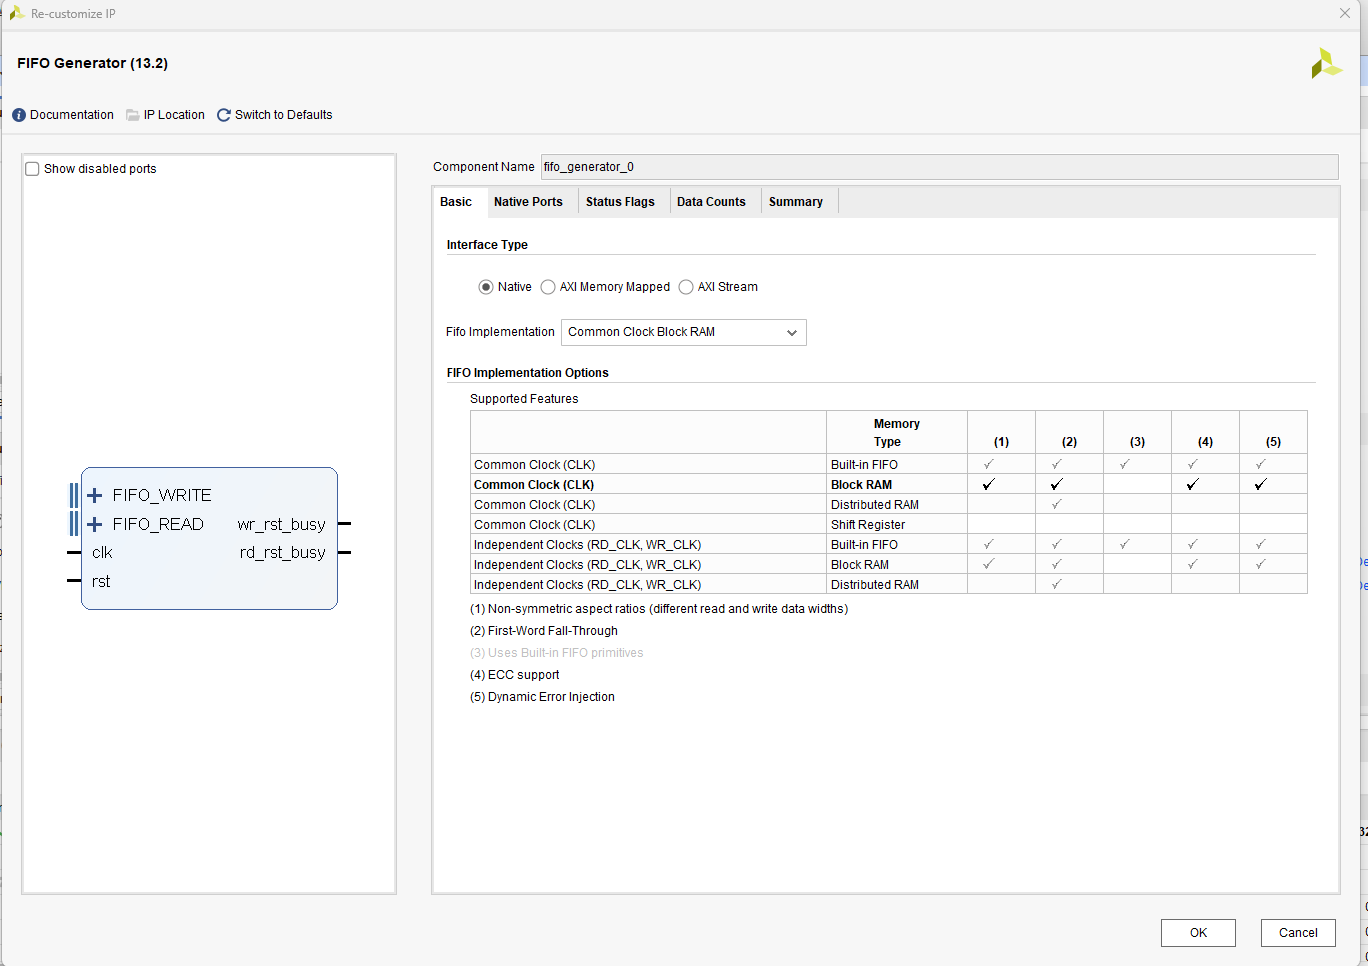 Re-customize IP
FIFO Generator (13.2)
Documentation IP Location Switch to Defaults
Show disabled ports
FIFO_WRITE
FIFO_READ wr_rst_busy
clk rd_rst_busy
rst
Component Name fifo_generator_0
Basic Native Ports Status Flags Data Counts Summary
Interface Type
Native AXI Memory Mapped AXI Stream
Fifo Implementation Common Clock Block RAM
FIFO Implementation Options
Supported Features
Memory
Type (1) (2) (3) (4) (5)
Common Clock (CLK) Built-in FIFO ✓ ✓ ✓ ✓ ✓
Common Clock (CLK) Block RAM ✓ ✓ ✓ ✓
Common Clock (CLK) Distributed RAM ✓
Common Clock (CLK) Shift Register
Independent Clocks (RD_CLK, WR_CLK) Built-in FIFO ✓ ✓ ✓ ✓ ✓
Independent Clocks (RD_CLK, WR_CLK) Block RAM ✓ ✓ ✓ ✓
Independent Clocks (RD_CLK, WR_CLK) Distributed RAM ✓
(1) Non-symmetric aspect ratios (different read and write data widths)
(2) First-Word Fall-Through
(3) Uses Built-in FIFO primitives
(4) ECC support
(5) Dynamic Error Injection
OK Cancel